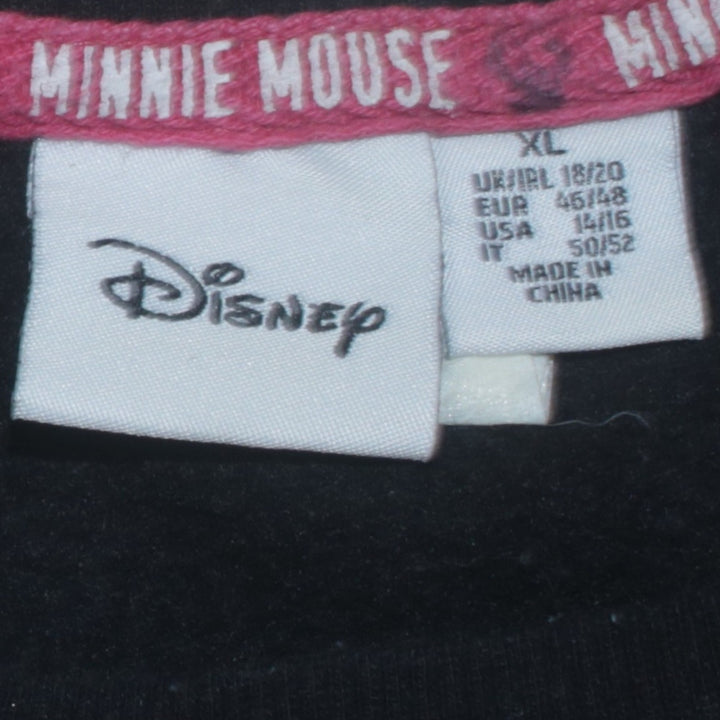 MINNIE MOUSE MIN
Disney
XL
UK/IRL 18/20
EUR 46/48
USA 14/16
IT 50/52
MADE IN
CHINA